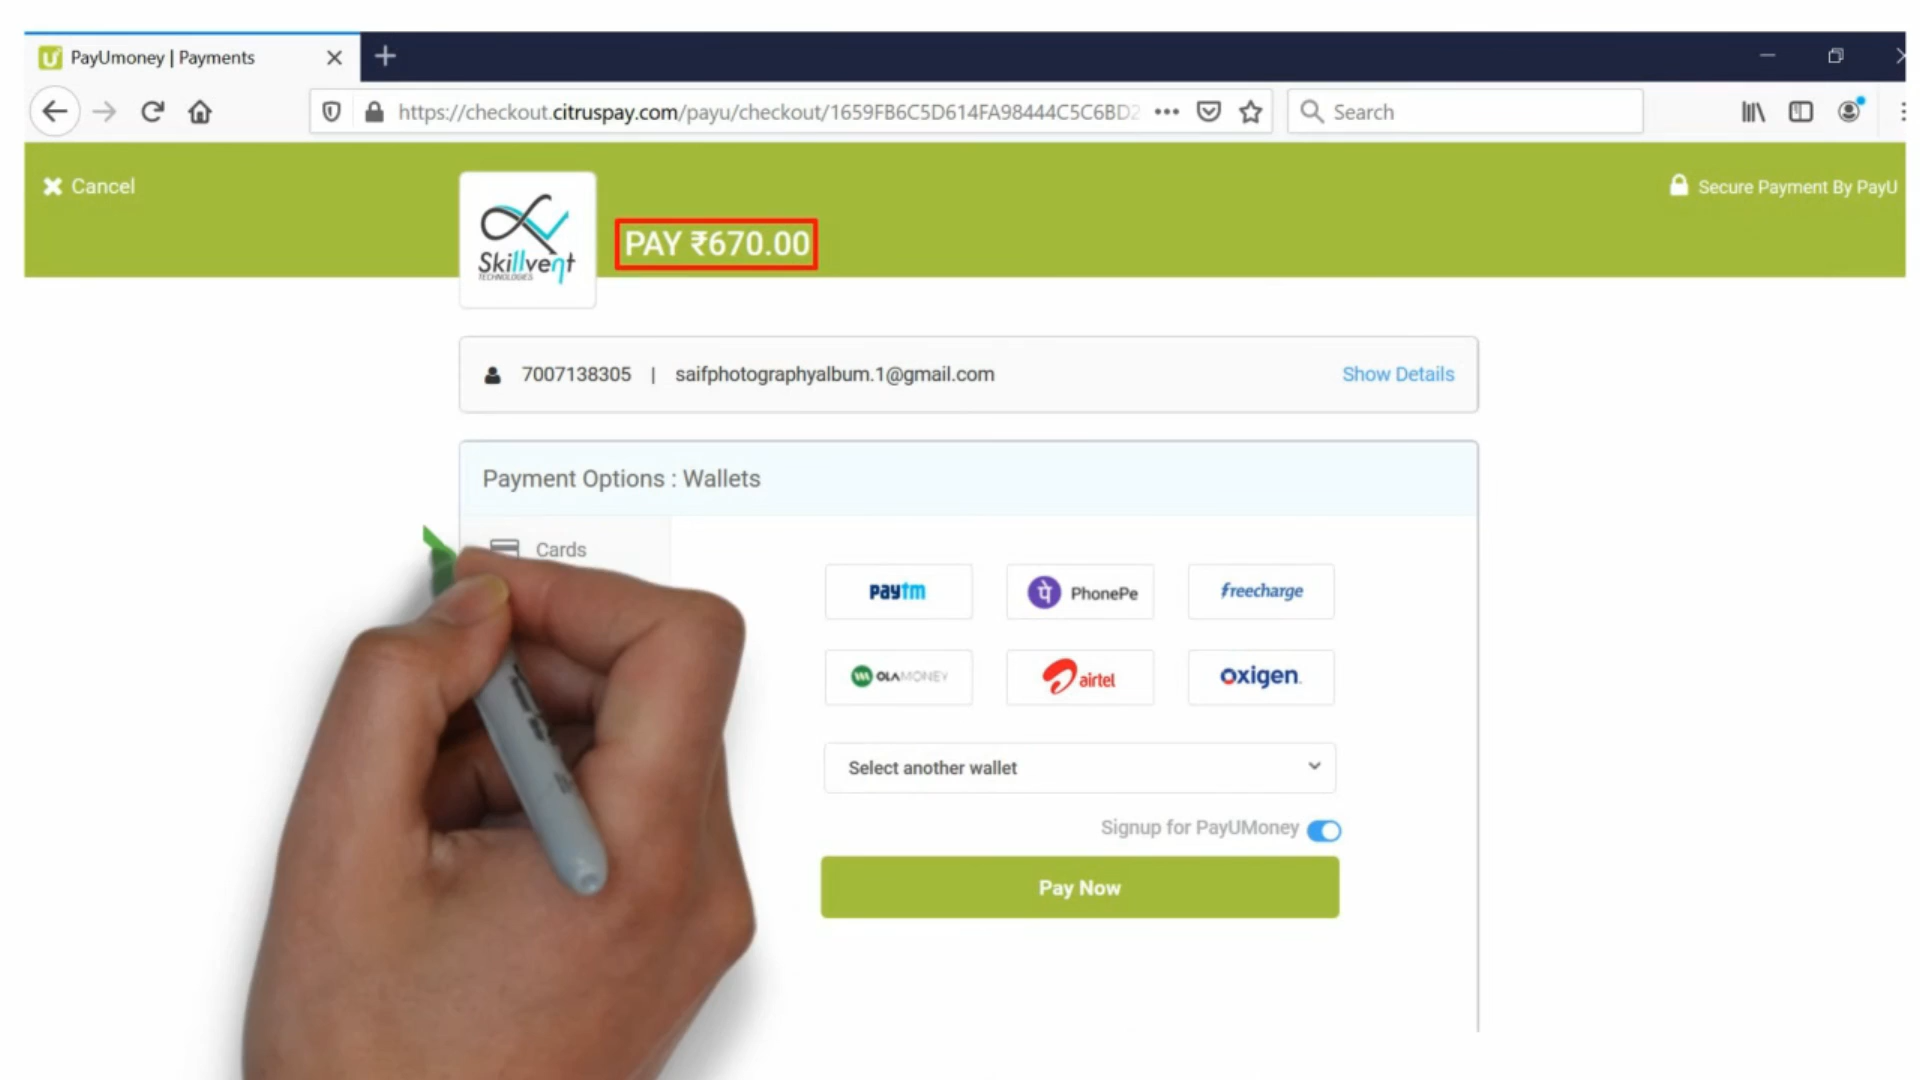 PayUmoney | Payments
https://checkout.citruspay.com/payu/checkout/1659FB6C5D614FA98444C5C6BD2
Search
Cancel
Secure Payment By PayU
Skillvent
TECHNOLOGIES
PAY ₹670.00
7007138305 | saifphotographyalbum.1@gmail.com
Show Details
Payment Options : Wallets
Cards
paytm
पे PhonePe
freecharge
OLAMONEY
airtel
oxigen.
Select another wallet
Signup for PayUMoney
Pay Now